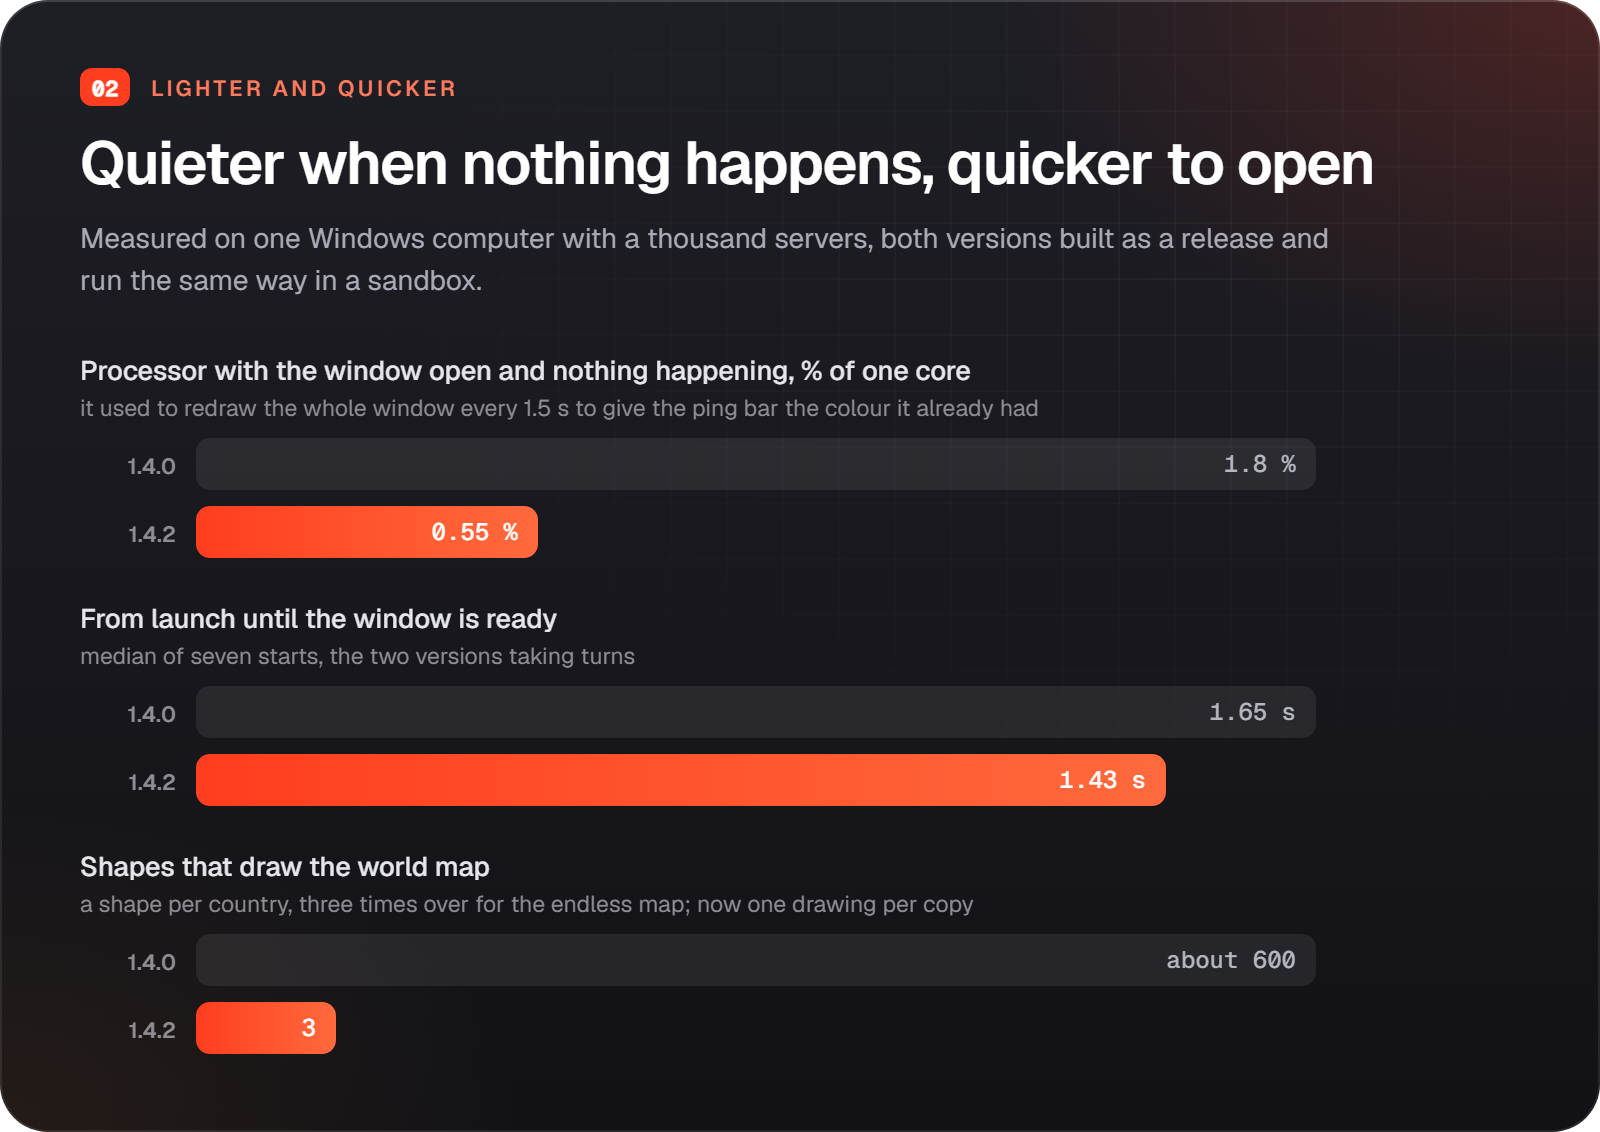 02 LIGHTER AND QUICKER
Quieter when nothing happens, quicker to open
Measured on one Windows computer with a thousand servers, both versions built as a release and
run the same way in a sandbox.
Processor with the window open and nothing happening, % of one core
it used to redraw the whole window every 1.5 s to give the ping bar the colour it already had
1.4.0 1.8 %
1.4.2 0.55 %
From launch until the window is ready
median of seven starts, the two versions taking turns
1.4.0 1.65 s
1.4.2 1.43 s
Shapes that draw the world map
a shape per country, three times over for the endless map; now one drawing per copy
1.4.0 about 600
1.4.2 3